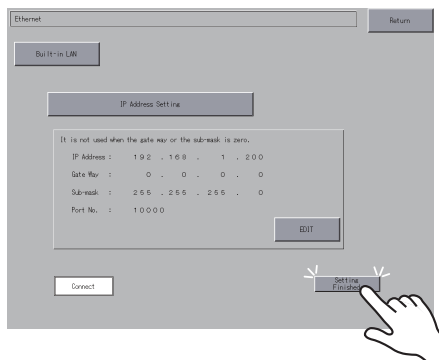 Ethernet
Return
Built-in LAN
IP Address Setting
It is not used when the gate way or the sub-mask is zero.
IP Address : 192 . 168 . 1 . 200
Gate Way : 0 . 0 . 0 . 0
Sub-mask : 255 . 255 . 255 . 0
Port No. : 10000
EDIT
Connect
Setting
Finished